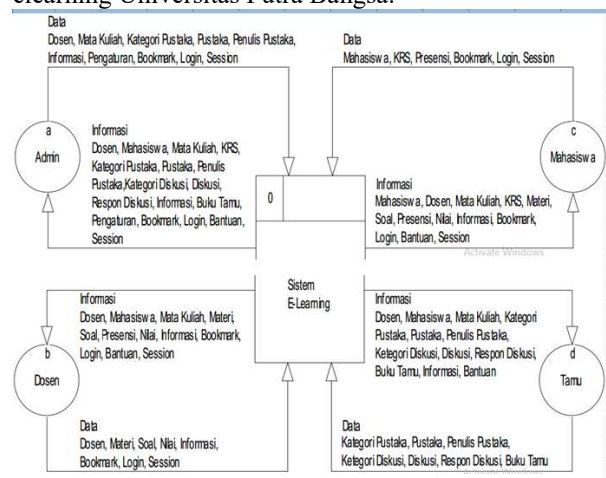 elearning Universitas Putra Bangsa.
Data
Dosen, Mata Kuliah, Kategori Pustaka, Pustaka, Penulis Pustaka,
Informasi, Pengaturan, Bookmark, Login, Session
Data
Mahasiswa, KRS, Presensi, Bookmark, Login, Session
a
Admin
Informasi
Dosen, Mahasiswa, Mata Kuliah, KRS,
Kategori Pustaka, Pustaka, Penulis
Pustaka,Kategori Diskusi, Diskusi,
Respon Diskusi, Informasi, Buku Tamu,
Pengaturan, Bookmark, Login, Bantuan,
Session
0
c
Mahasiswa
Informasi
Mahasiswa, Dosen, Mata Kuliah, KRS, Materi,
Soal, Presensi, Nilai, Informasi, Bookmark,
Login, Bantuan, Session
Activate Windows
Sistem
E-Learning
Informasi
Dosen, Mahasiswa, Mata Kuliah, Materi,
Soal, Presensi, Nilai, Informasi, Bookmark,
Login, Bantuan, Session
b
Dosen
Informasi
Dosen, Mahasiswa, Mata Kuliah, Kategori
Pustaka, Pustaka, Penulis Pustaka,
Ketegori Diskusi, Diskusi, Respon Diskusi,
Buku Tamu, Informasi, Bantuan
d
Tamu
Data
Dosen, Materi, Soal, Nilai, Informasi,
Bookmark, Login, Session
Data
Kategori Pustaka, Pustaka, Penulis Pustaka,
Ketegori Diskusi, Diskusi, Respon Diskusi, Buku Tamu